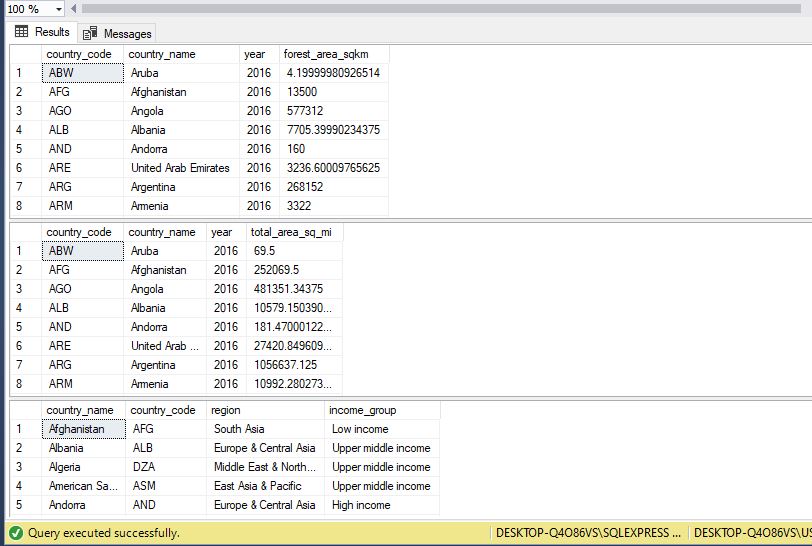 100 %
Results Messages
country_code country_name year forest_area_sqkm
1 ABW Aruba 2016 4.19999980926514
2 AFG Afghanistan 2016 13500
3 AGO Angola 2016 577312
4 ALB Albania 2016 7705.39990234375
5 AND Andorra 2016 160
6 ARE United Arab Emirates 2016 3236.60009765625
7 ARG Argentina 2016 268152
8 ARM Armenia 2016 3322
country_code country_name year total_area_sq_mi
1 ABW Aruba 2016 69.5
2 AFG Afghanistan 2016 252069.5
3 AGO Angola 2016 481351.34375
4 ALB Albania 2016 10579.150390...
5 AND Andorra 2016 181.47000122...
6 ARE United Arab ... 2016 27420.849609...
7 ARG Argentina 2016 1056637.125
8 ARM Armenia 2016 10992.280273...
country_name country_code region income_group
1 Afghanistan AFG South Asia Low income
2 Albania ALB Europe & Central Asia Upper middle income
3 Algeria DZA Middle East & North... Upper middle income
4 American Sa... ASM East Asia & Pacific Upper middle income
5 Andorra AND Europe & Central Asia High income
Query executed successfully. DESKTOP-Q4O86VS\SQLEXPRESS ... DESKTOP-Q4O86VS\US